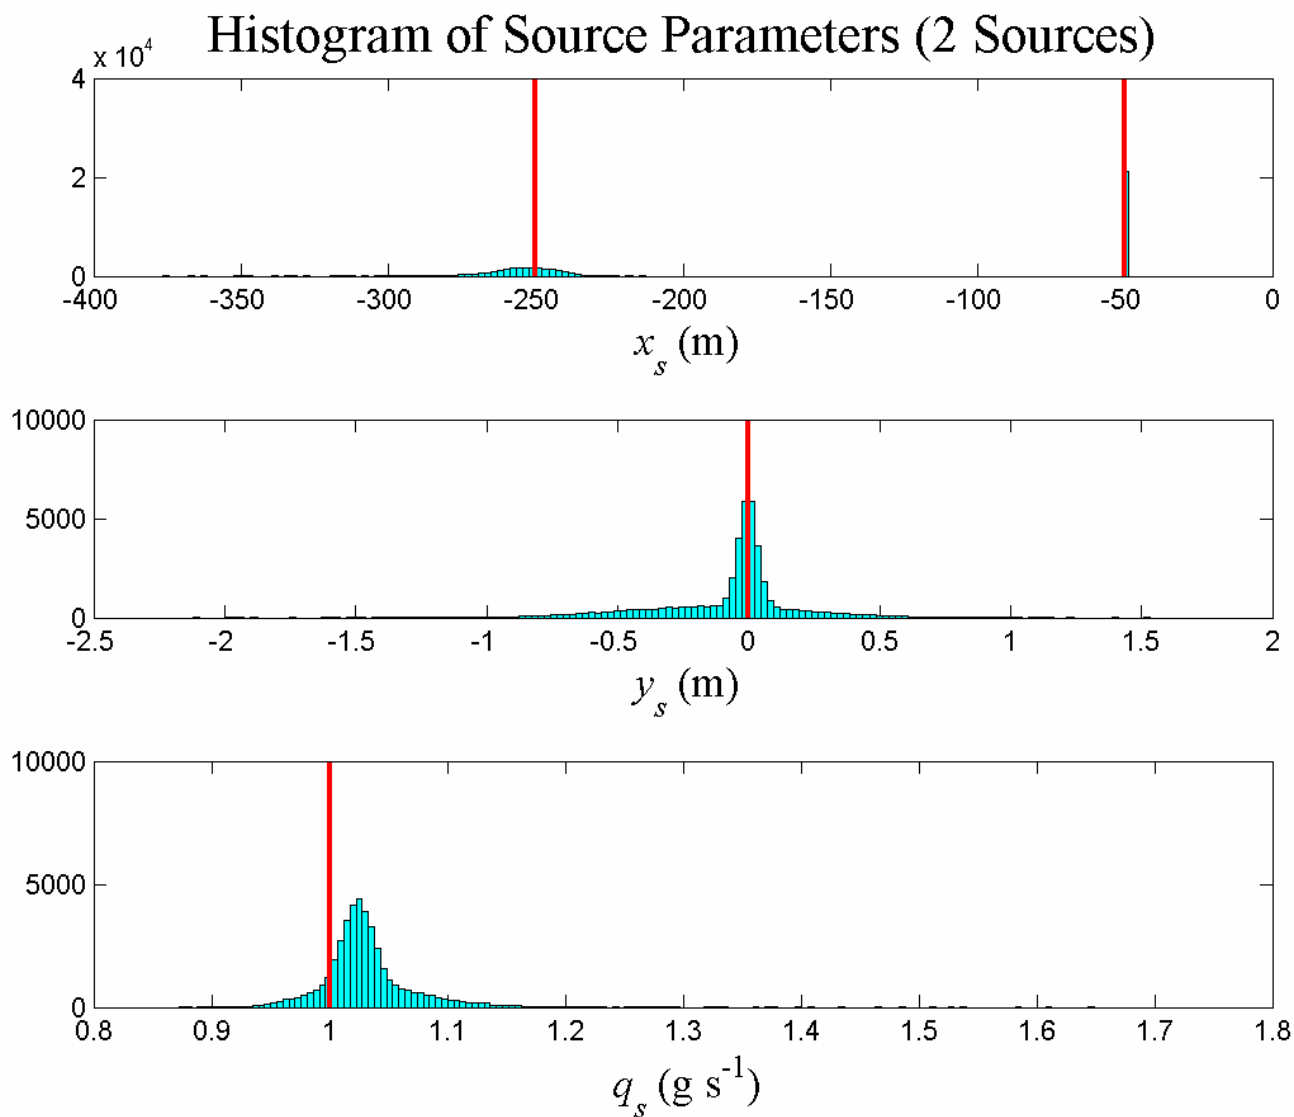 Histogram of Source Parameters (2 Sources)
x 10^4
4
2
0
-400 -350 -300 -250 -200 -150 -100 -50 0
x_s (m)
10000
5000
0
-2.5 -2 -1.5 -1 -0.5 0 0.5 1 1.5 2
y_s (m)
10000
5000
0
0.8 0.9 1 1.1 1.2 1.3 1.4 1.5 1.6 1.7 1.8
q_s (g s^-1)